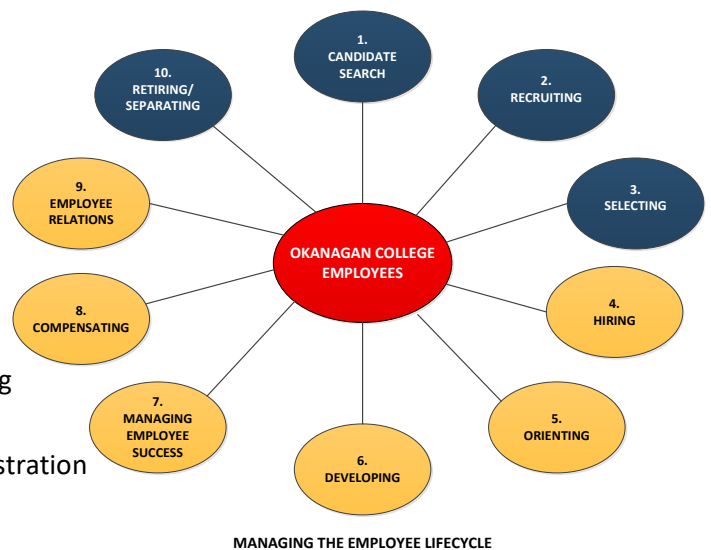 1.
CANDIDATE
SEARCH
2.
RECRUITING
3.
SELECTING
4.
HIRING
5.
ORIENTING
6.
DEVELOPING
7.
MANAGING
EMPLOYEE
SUCCESS
8.
COMPENSATING
9.
EMPLOYEE
RELATIONS
10.
RETIRING/
SEPARATING
OKANAGAN COLLEGE
EMPLOYEES
g
stration
MANAGING THE EMPLOYEE LIFECYCLE